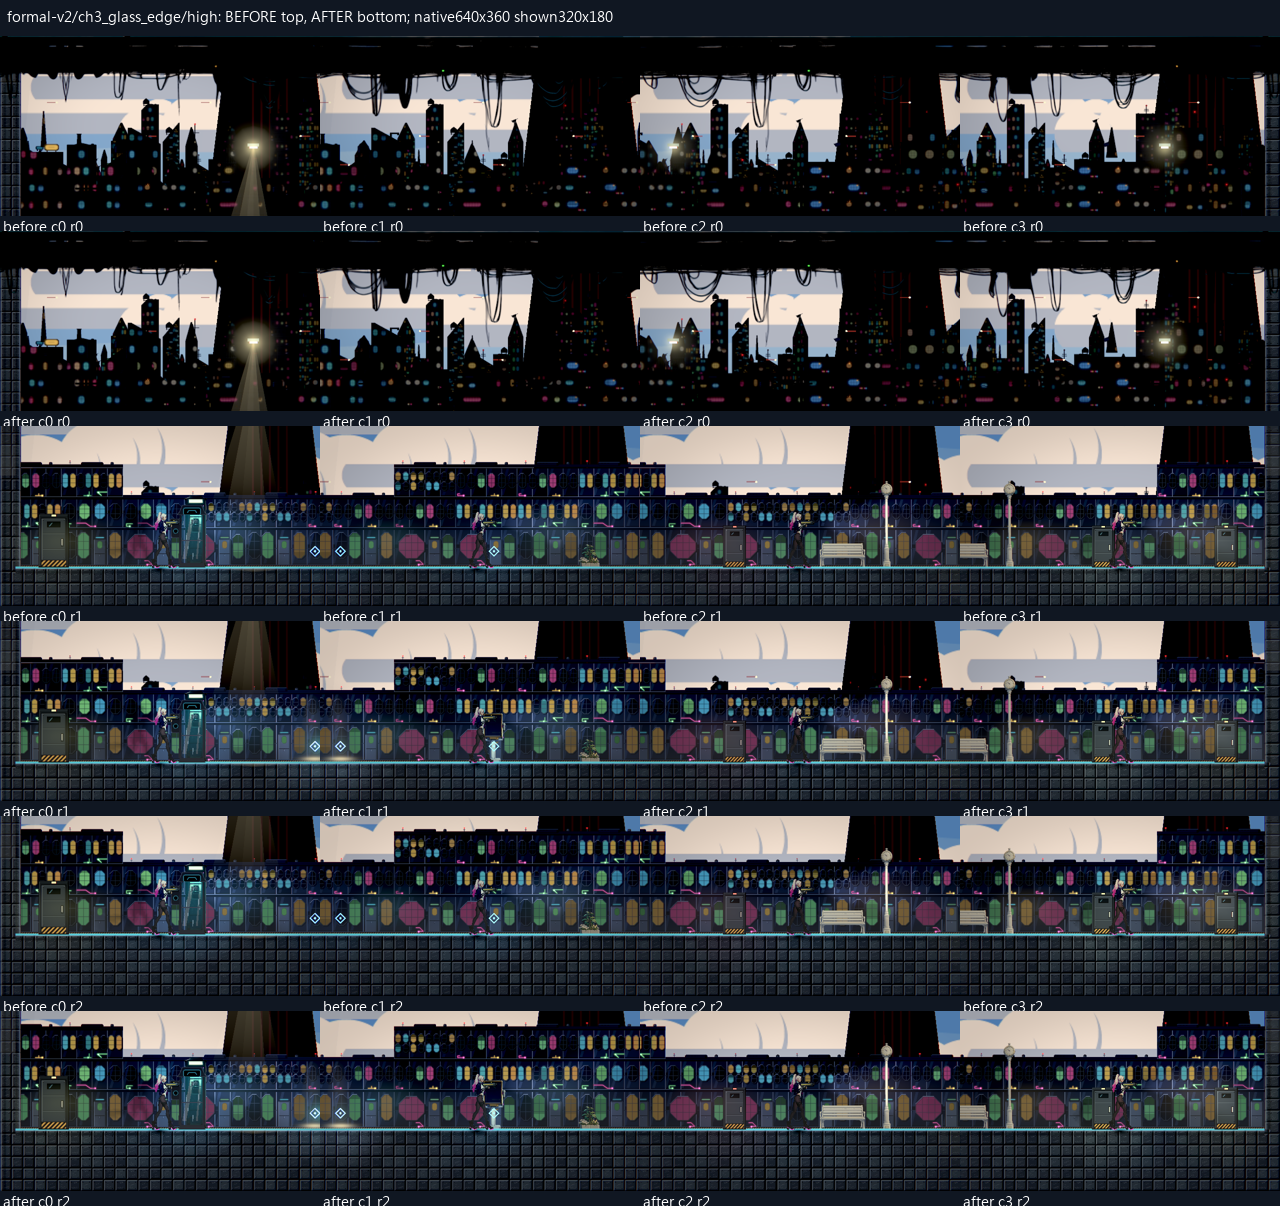 formal-v2/ch3_glass_edge/high: BEFORE top, AFTER bottom; native640x360 shown320x180
before c0 r0 before c1 r0 before c2 r0 before c3 r0
after c0 r0 after c1 r0 after c2 r0 after c3 r0
before c0 r1 before c1 r1 before c2 r1 before c3 r1
after c0 r1 after c1 r1 after c2 r1 after c3 r1
before c0 r2 before c1 r2 before c2 r2 before c3 r2
after c0 r2 after c1 r2 after c2 r2 after c3 r2